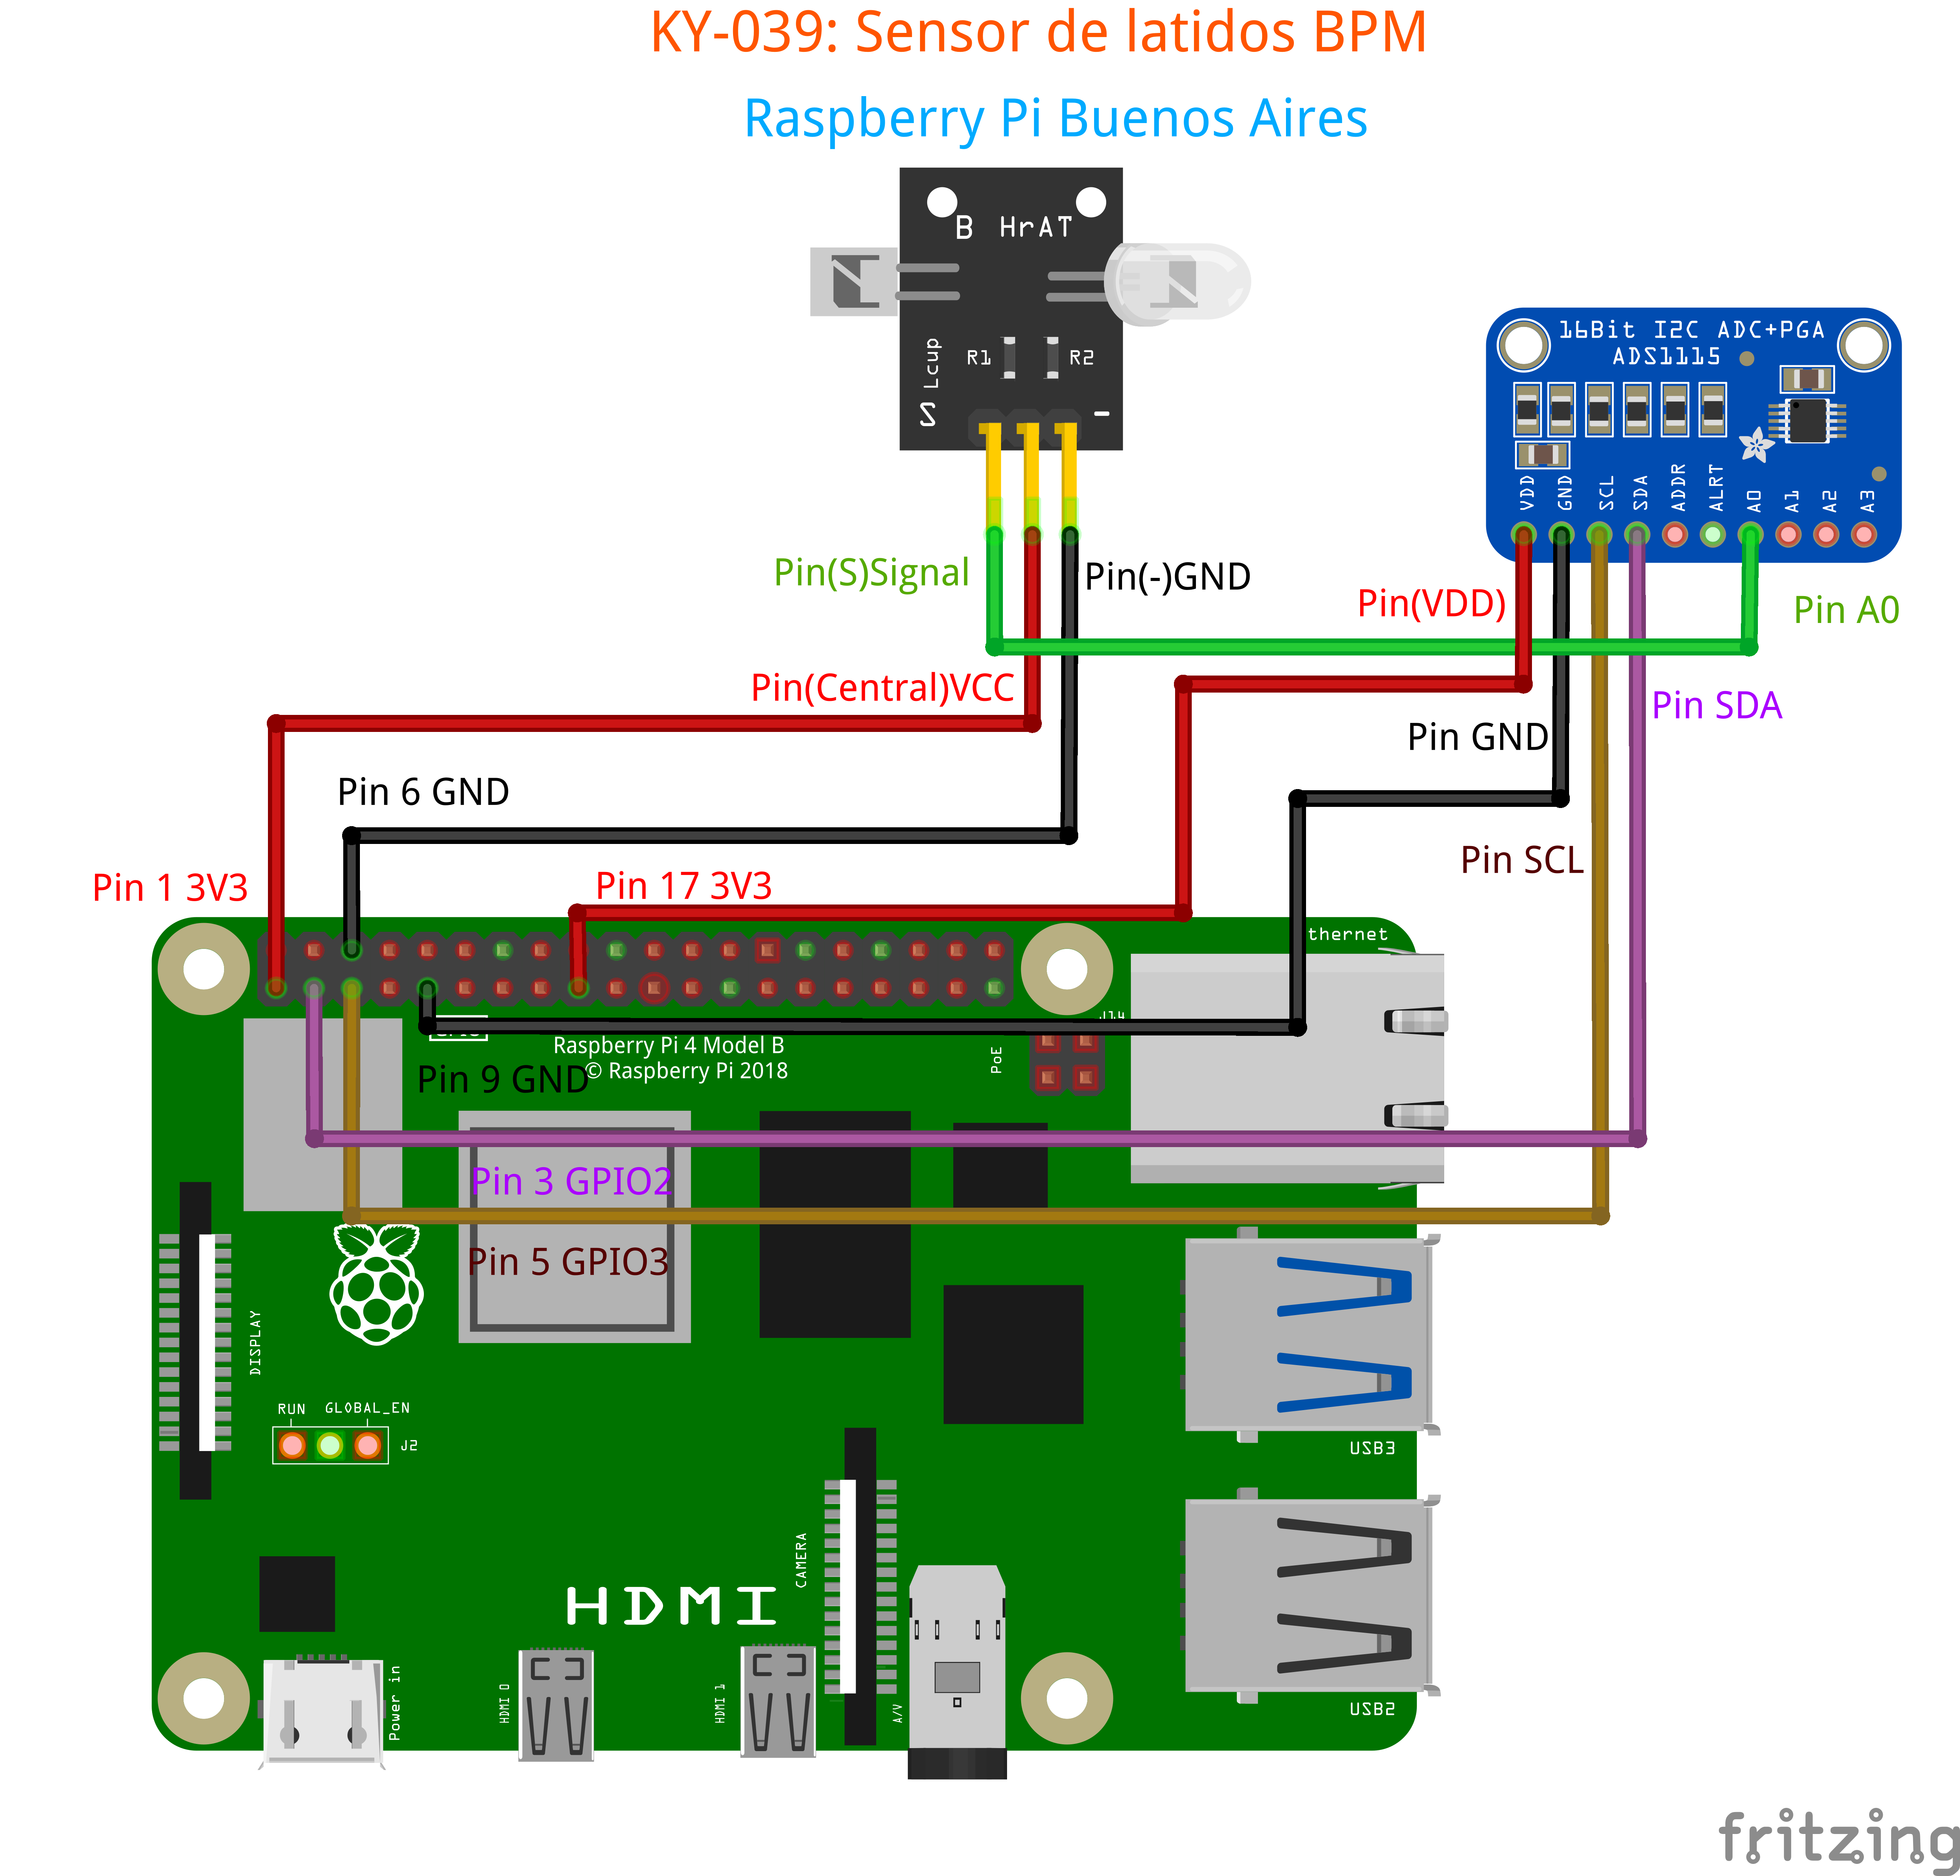 KY-039: Sensor de latidos BPM
Raspberry Pi Buenos Aires
B HrAT
R1
R2
Lcup
S
-
16Bit I2C ADC+PGA
ADS1115
VDD
GND
SCL
SDA
ADDR
ALRT
A0
A1
A2
A3
Pin(S)Signal
Pin(-)GND
Pin(VDD)
Pin A0
Pin(Central)VCC
Pin SDA
Pin GND
Pin 6 GND
Pin SCL
Pin 1 3V3
Pin 17 3V3
thernet
J14
Raspberry Pi 4 Model B
© Raspberry Pi 2018
PoE
Pin 9 GND
Pin 3 GPIO2
Pin 5 GPIO3
DISPLAY
RUN
GLOBAL_EN
J2
USB3
CAMERA
HDMI
Power in
HDMI 0
HDMI 1
A/V
USB2
fritzing